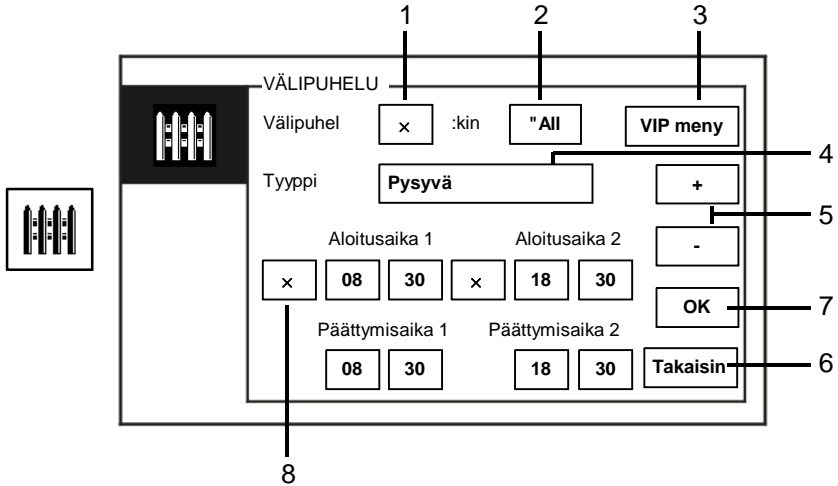 1 2 3
VÄLIPUHELU
Välipuhel × :kin "All VIP meny
4
Tyyppi Pysyvä +
5
Aloitusaika 1 Aloitusaika 2 -
× 08 30 × 18 30
OK 7
Päättymisaika 1 Päättymisaika 2
08 30 18 30 Takaisin 6
8